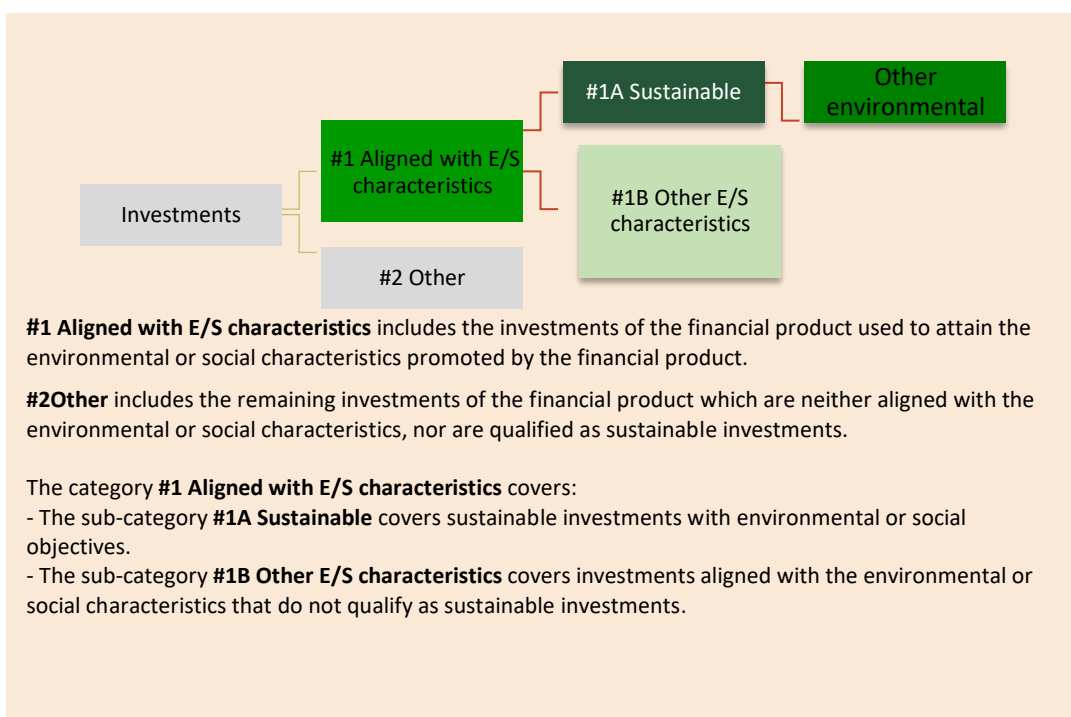 Other
environmental
#1A Sustainable
#1 Aligned with E/S
characteristics
#1B Other E/S
characteristics
Investments
#2 Other
#1 Aligned with E/S characteristics includes the investments of the financial product used to attain the
environmental or social characteristics promoted by the financial product.
#2Other includes the remaining investments of the financial product which are neither aligned with the
environmental or social characteristics, nor are qualified as sustainable investments.
The category #1 Aligned with E/S characteristics covers:
- The sub-category #1A Sustainable covers sustainable investments with environmental or social
objectives.
- The sub-category #1B Other E/S characteristics covers investments aligned with the environmental or
social characteristics that do not qualify as sustainable investments.